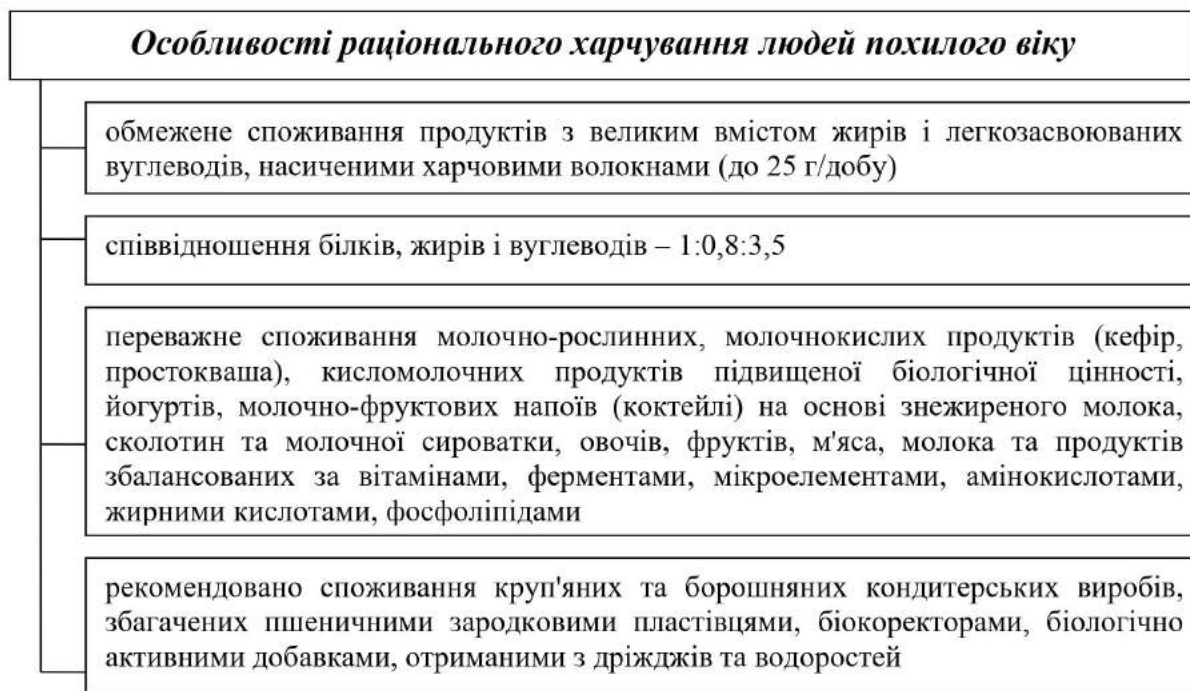 Особливості раціонального харчування людей похилого віку
обмежене споживання продуктів з великим вмістом жирів і легкозасвоюваних
вуглеводів, насиченими харчовими волокнами (до 25 г/добу)
співвідношення білків, жирів і вуглеводів – 1:0,8:3,5
переважне споживання молочно-рослинних, молочнокислих продуктів (кефір,
простокваша), кисломолочних продуктів підвищеної біологічної цінності,
йогуртів, молочно-фруктових напоїв (коктейлі) на основі знежиреного молока,
сколотин та молочної сироватки, овочів, фруктів, м'яса, молока та продуктів
збалансованих за вітамінами, ферментами, мікроелементами, амінокислотами,
жирними кислотами, фосфоліпідами
рекомендовано споживання круп'яних та борошняних кондитерських виробів,
збагачених пшеничними зародковими пластівцями, біокоректорами, біологічно
активними добавками, отриманими з дріжджів та водоростей